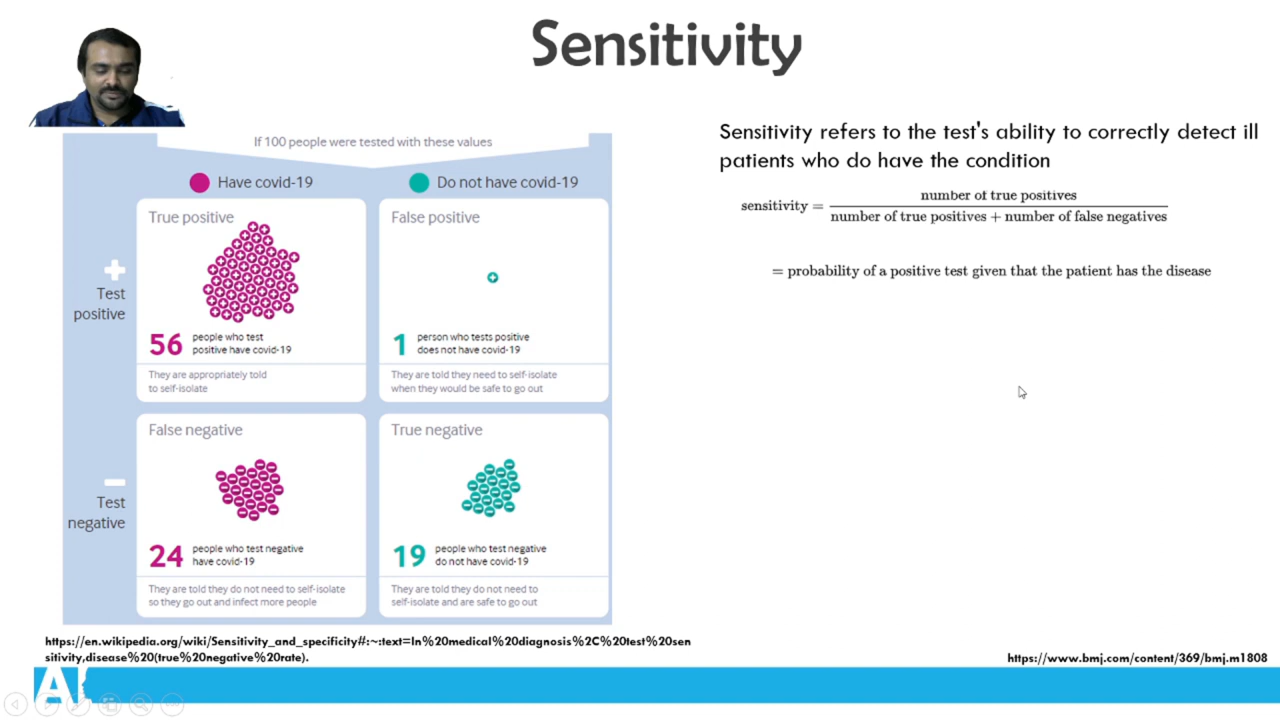 Sensitivity
If 100 people were tested with these values
Have covid-19
Do not have covid-19
True positive
False positive
Test
positive
56
people who test
positive have covid-19
1
person who tests positive
does not have covid-19
They are appropriately told
to self-isolate
They are told they need to self-isolate
when they would be safe to go out
False negative
True negative
Test
negative
24
people who test negative
have covid-19
19
people who test negative
do not have covid-19
They are told they do not need to self-isolate
so they go out and infect more people
They are told they do not need to
self-isolate and are safe to go out
Sensitivity refers to the test's ability to correctly detect ill
patients who do have the condition
sensitivity = number of true positives
number of true positives + number of false negatives
= probability of a positive test given that the patient has the disease
https://en.wikipedia.org/wiki/Sensitivity_and_specificity#:~:text=In%20medical%20diagnosis%2C%20test%20sen
sitivity,disease%20(true%20negative%20rate).
https://www.bmj.com/content/369/bmj.m1808